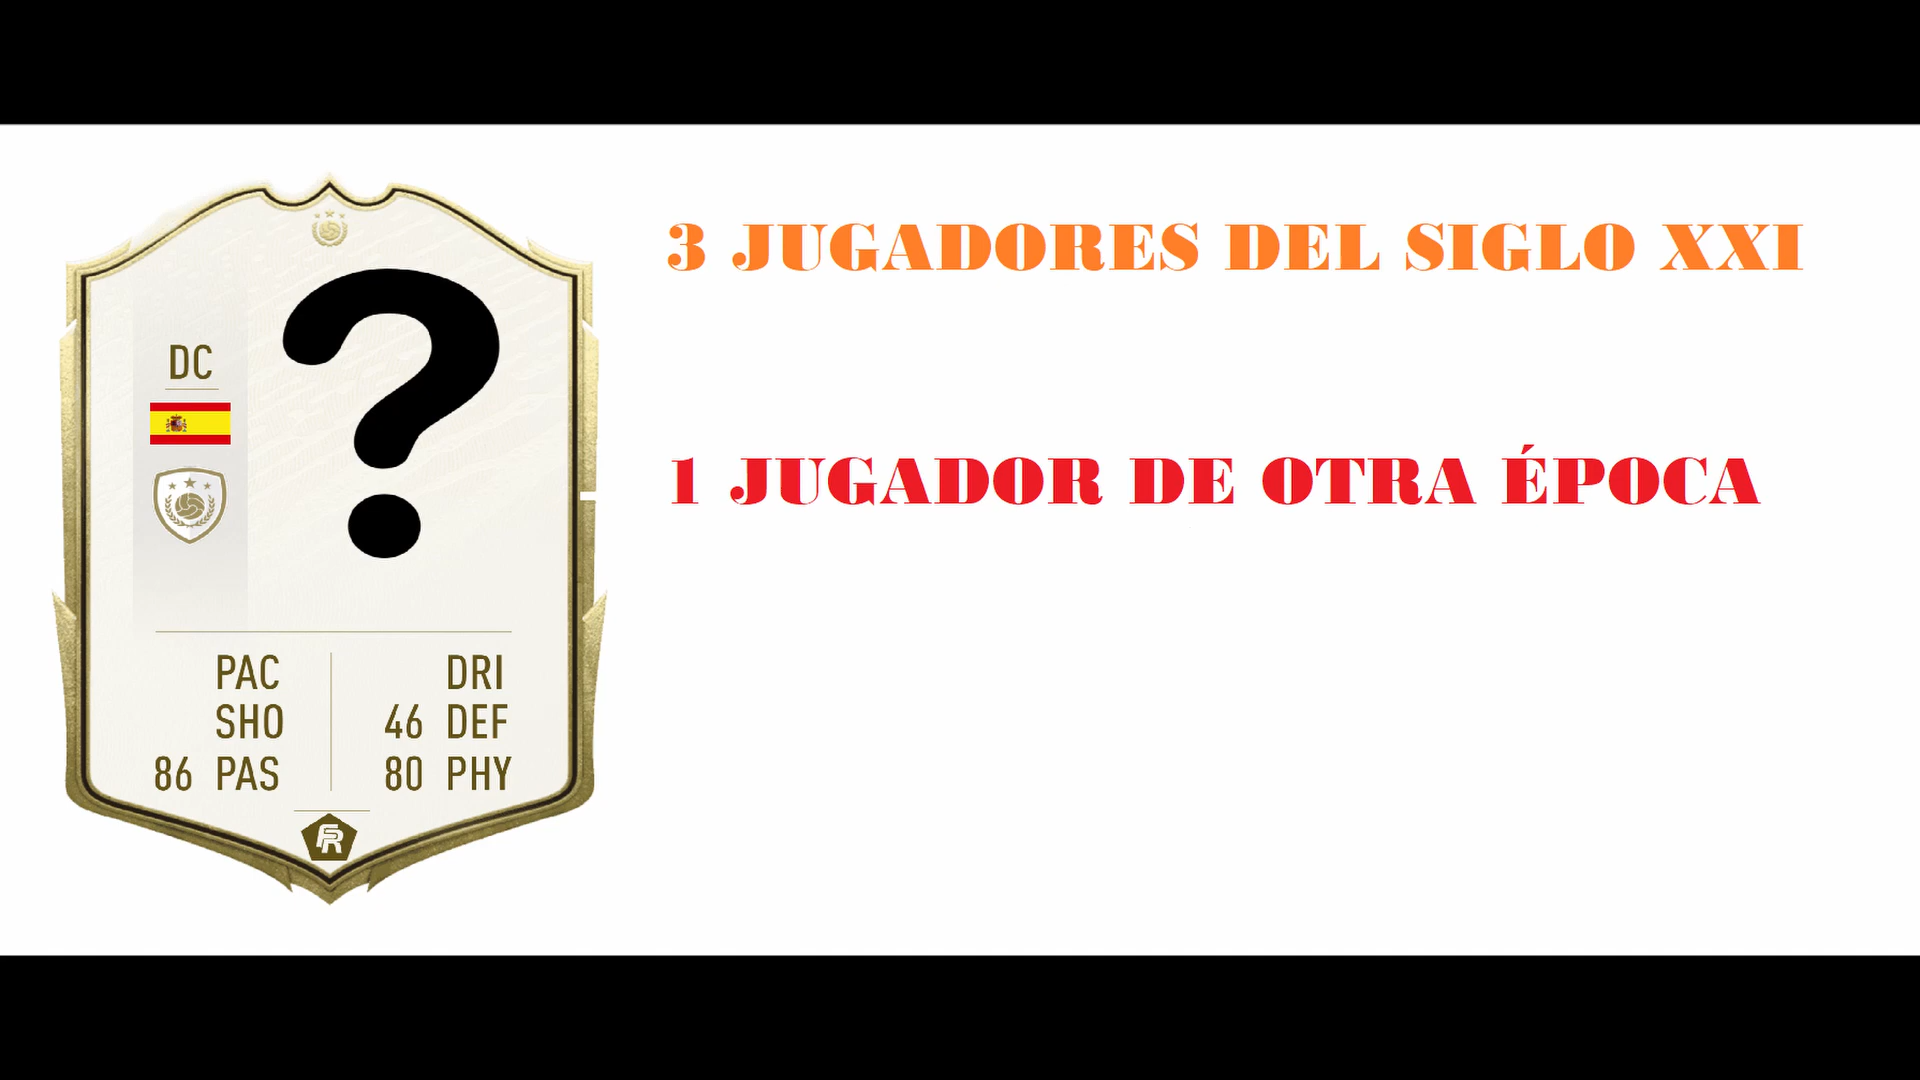 3 JUGADORES DEL SIGLO XXI
DC
1 JUGADOR DE OTRA ÉPOCA
PAC
DRI
SHO
46 DEF
86 PAS
80 PHY
FR